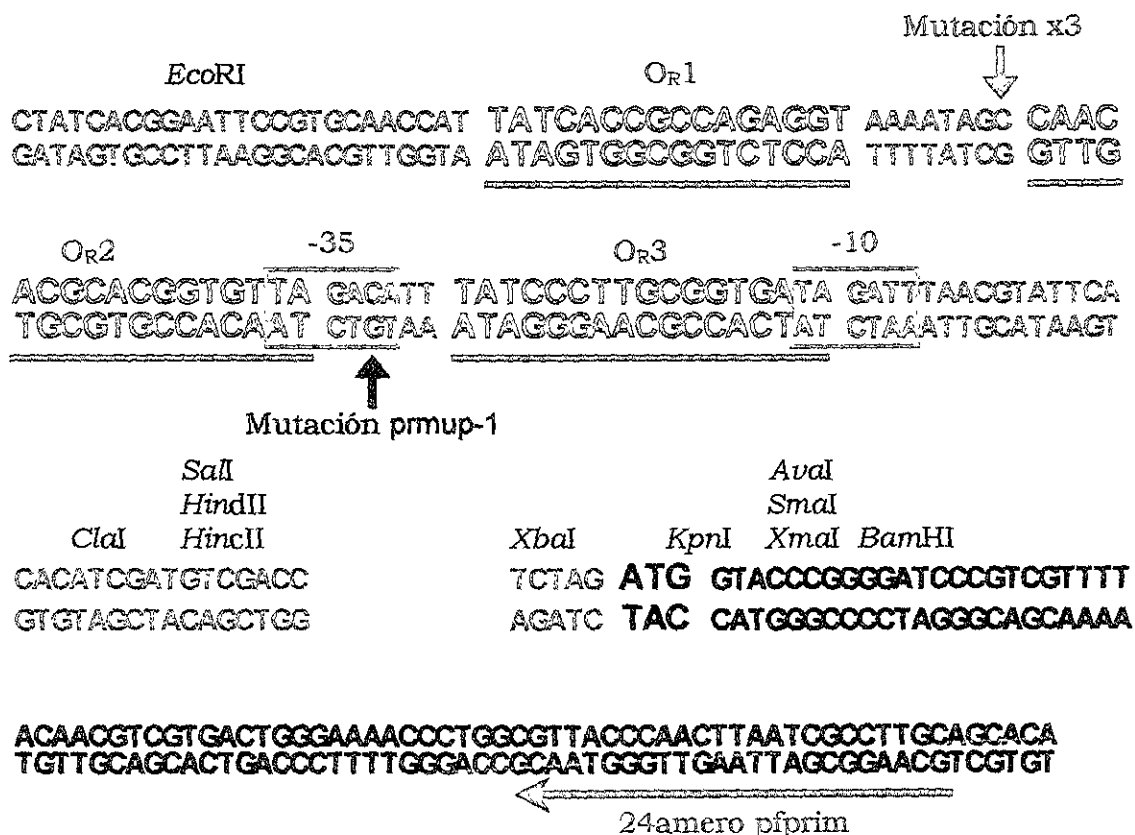 Mutación x3
EcoRI OR1
CTATCACGGAATTCCGTGCAACCAT TATCACCGCCAGAGGT AAAATAGC CAAC
GATAGTGCCTTAAGGCACGTTGGTA ATAGTGGCGGTCTCCA TTTTATCG GTTG
OR2 -35 OR3 -10
ACGCACGGTGTTA GACATT TATCCCTTGCGGTGATA GATTTAACGTATTCA
TGCGTGCCACAAT CTGTAA ATAGGGAACGCCACTAT CTAAATTGCATAAGT
Mutación prmup-1
SalI AvaI
HindII SmaI
ClaI HincII XbaI KpnI XmaI BamHI
CACATCGATGTCGACC TCTAG ATG GTACCCGGGGATCCCGTCGTTTT
GTGTAGCTACAGCTGG AGATC TAC CATGGGCCCCTAGGGCAGCAAAA
ACAACGTCGTGACTGGGAAAACCCTGGCGTTACCCAACTTAATCGCCTTGCAGCACA
TGTTGCAGCACTGACCCTTTTGGGACCGCAATGGGTTGAATTAGCGGAACGTCGTGT
24amero pfprim